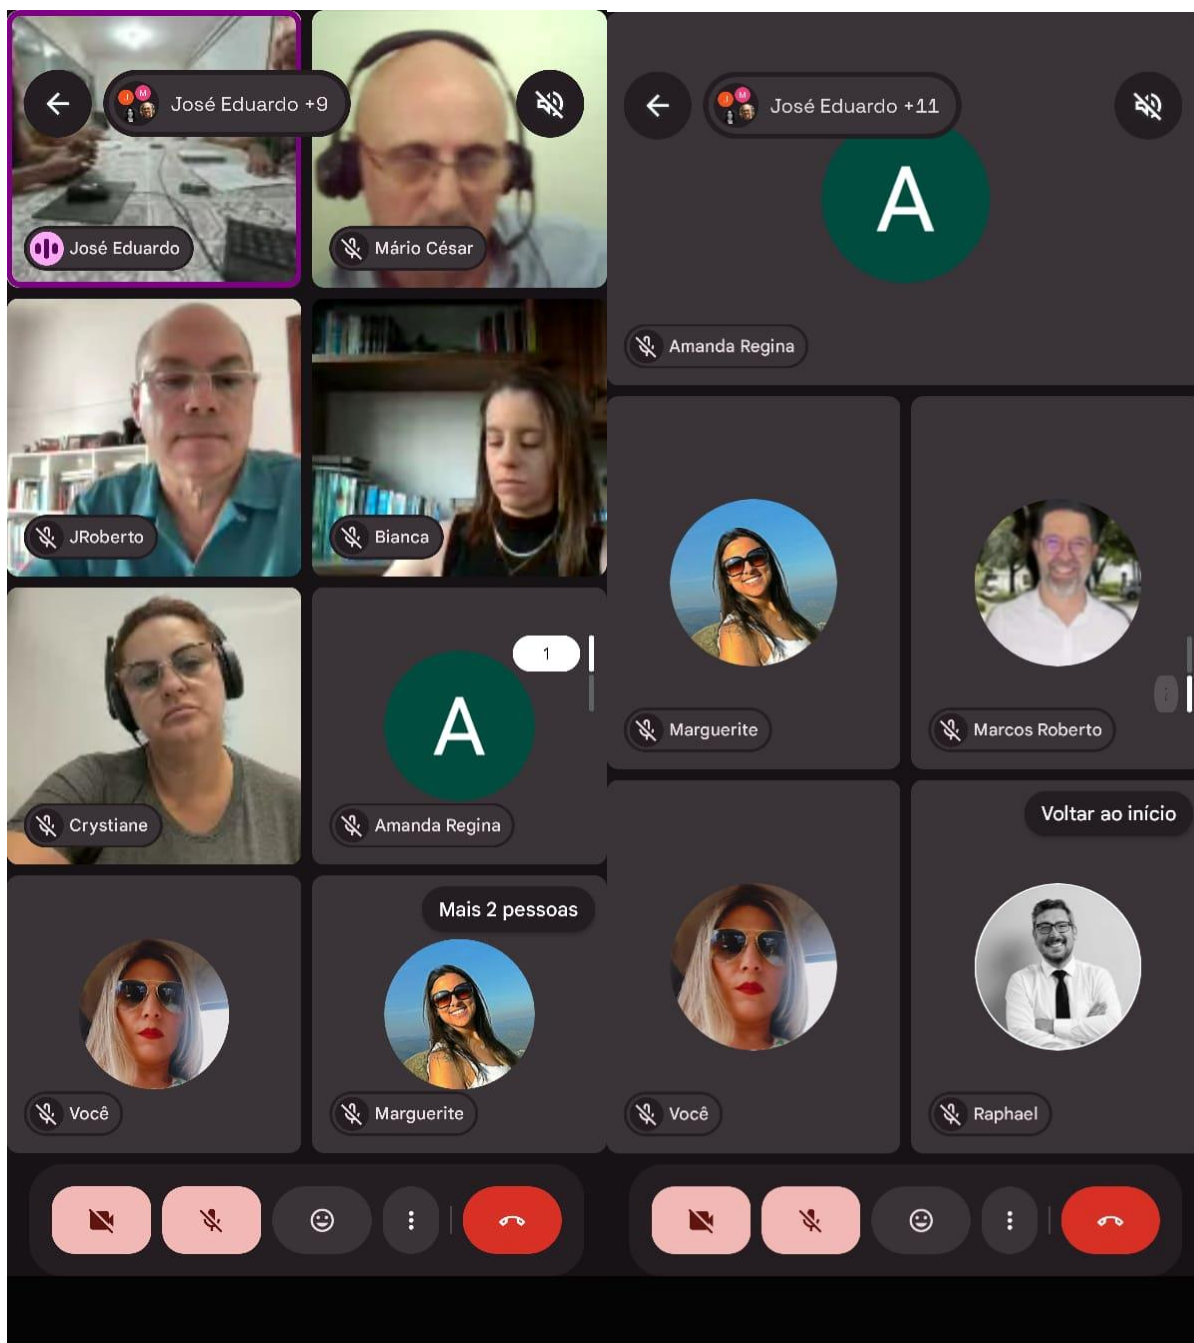 José Eduardo +9
José Eduardo
Mário César
JRoberto
Bianca
1
Crystiane
A
Amanda Regina
Mais 2 pessoas
Você
Marguerite
José Eduardo +11
A
Amanda Regina
Marguerite
Marcos Roberto
Voltar ao início
Você
Raphael